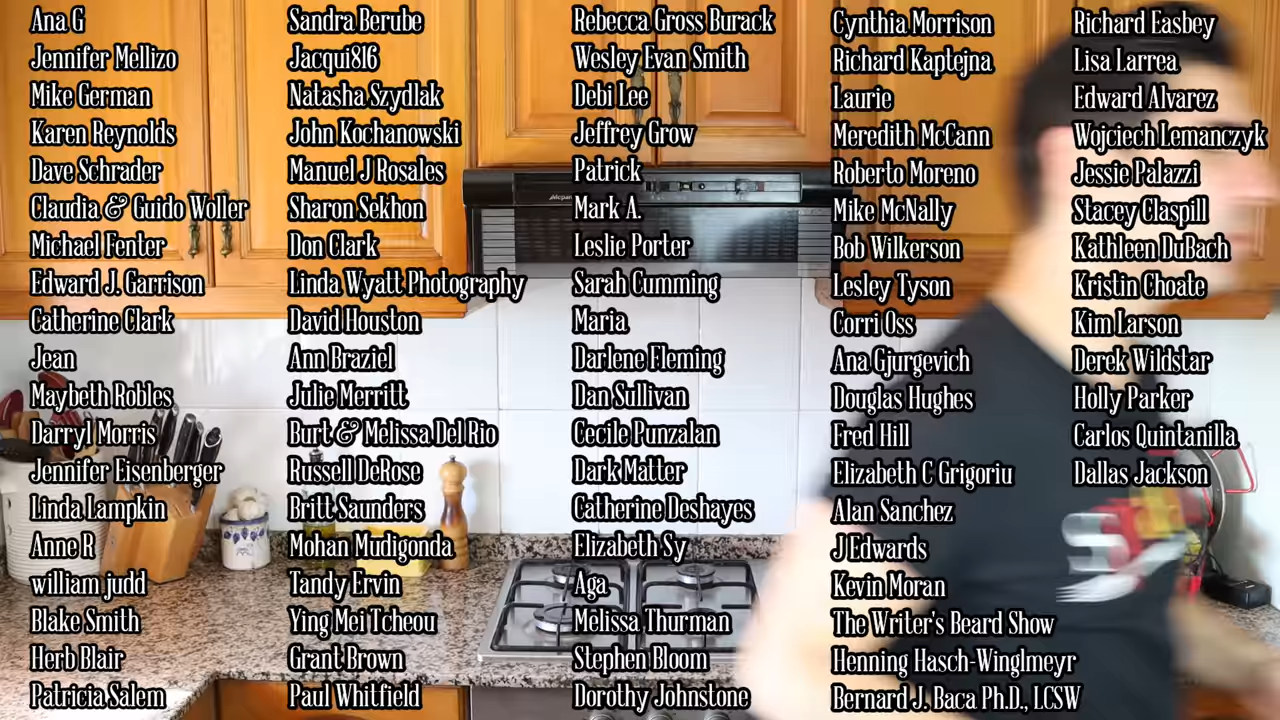 Ana G
Jennifer Mellizo
Mike German
Karen Reynolds
Dave Schrader
Claudia & Guido Woller
Michael Fenter
Edward J. Garrison
Catherine Clark
Jean
Maybeth Robles
Darryl Morris
Jennifer Eisenberger
Linda Lampkin
Anne R
william judd
Blake Smith
Herb Blair
Patricia Salem
Sandra Berube
Jacqui816
Natasha Szydlak
John Kochanowski
Manuel J Rosales
Sharon Sekhon
Don Clark
Linda Wyatt Photography
David Houston
Ann Braziel
Julie Merritt
Burt & Melissa Del Rio
Russell DeRose
Britt Saunders
Mohan Mudigonda
Tandy Ervin
Ying Mei Tcheou
Grant Brown
Paul Whitfield
Rebecca Gross Burack
Wesley Evan Smith
Debi Lee
Jeffrey Grow
Patrick
Mark A.
Leslie Porter
Sarah Cumming
Maria
Darlene Fleming
Dan Sullivan
Cecile Punzalan
DarkMatter
Catherine Deshayes
Elizabeth Sy
Aga
Melissa Thurman
Stephen Bloom
Dorothy Johnstone
Cynthia Morrison
Richard Kaptejna
Laurie
Meredith McCann
Roberto Moreno
Mike McNally
Bob Wilkerson
Lesley Tyson
Corri Oss
Ana Gjurgevich
Douglas Hughes
Fred Hill
Elizabeth C Grigoriu
Alan Sanchez
J Edwards
Kevin Moran
The Writer's Beard Show
Henning Hasch-Winglmeyr
Bernard J. Baca Ph.D., LCSW
Richard Easbey
Lisa Larrea
Edward Alvarez
Wojciech Lemanczyk
Jessie Palazzi
Stacey Claspill
Kathleen DuBach
Kristin Choate
Kim Larson
Derek Wildstar
Holly Parker
Carlos Quintanilla
Dallas Jackson